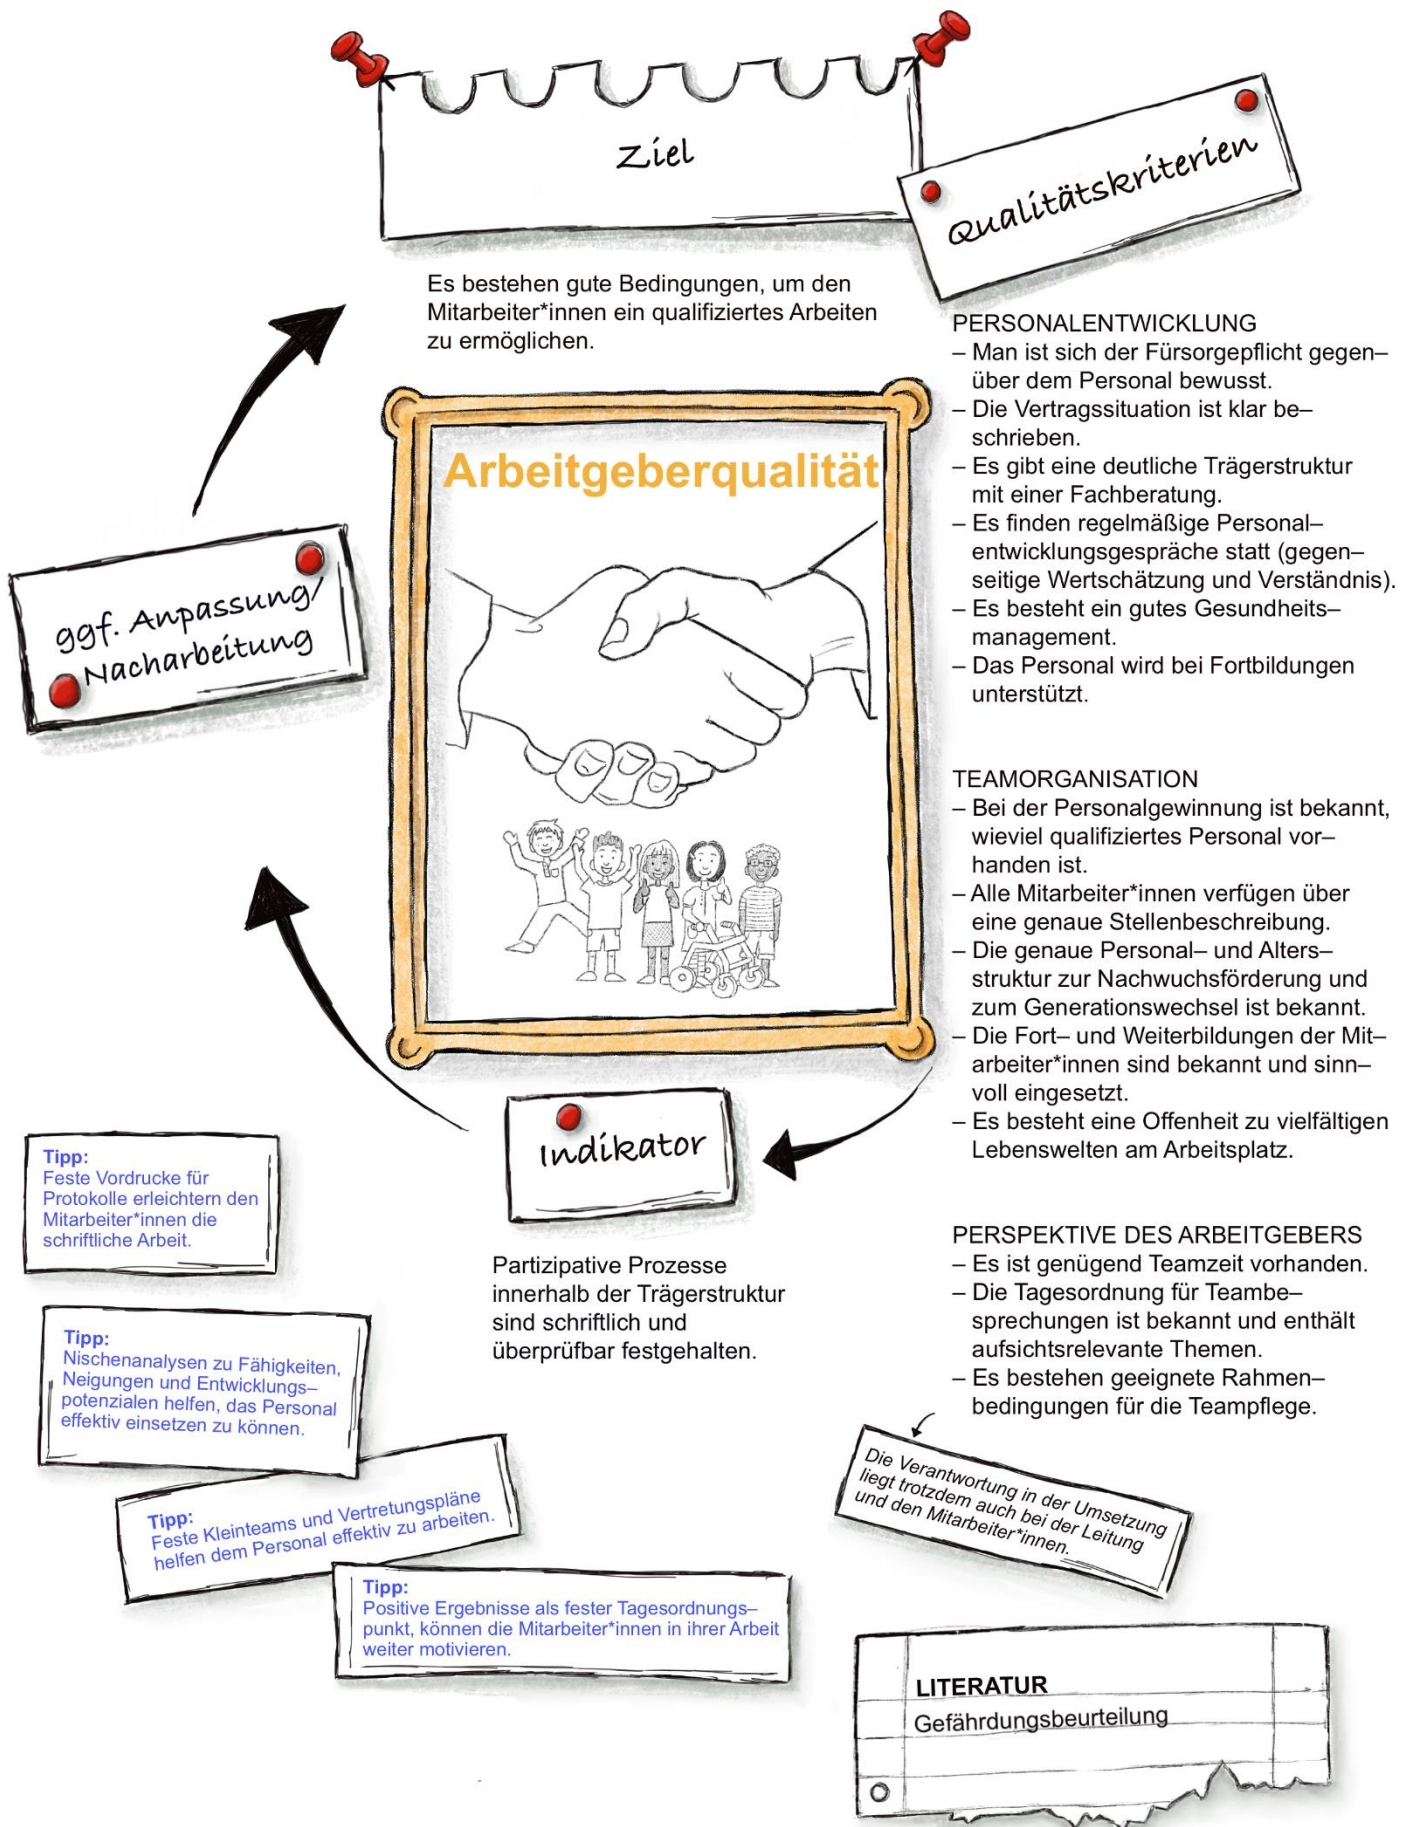 Ziel
Qualitätskriterien
Es bestehen gute Bedingungen, um den
Mitarbeiter*innen ein qualifiziertes Arbeiten
zu ermöglichen.
PERSONALENTWICKLUNG
– Man ist sich der Fürsorgepflicht gegen–
über dem Personal bewusst.
– Die Vertragssituation ist klar be–
schrieben.
– Es gibt eine deutliche Trägerstruktur
mit einer Fachberatung.
– Es finden regelmäßige Personal–
entwicklungsgespräche statt (gegen–
seitige Wertschätzung und Verständnis).
– Es besteht ein gutes Gesundheits–
management.
– Das Personal wird bei Fortbildungen
unterstützt.
TEAMORGANISATION
– Bei der Personalgewinnung ist bekannt,
wieviel qualifiziertes Personal vor–
handen ist.
– Alle Mitarbeiter*innen verfügen über
eine genaue Stellenbeschreibung.
– Die genaue Personal– und Alters–
struktur zur Nachwuchsförderung und
zum Generationswechsel ist bekannt.
– Die Fort– und Weiterbildungen der Mit–
arbeiter*innen sind bekannt und sinn–
voll eingesetzt.
– Es besteht eine Offenheit zu vielfältigen
Lebenswelten am Arbeitsplatz.
PERSPEKTIVE DES ARBEITGEBERS
– Es ist genügend Teamzeit vorhanden.
– Die Tagesordnung für Teambe–
sprechungen ist bekannt und enthält
aufsichtsrelevante Themen.
– Es bestehen geeignete Rahmen–
bedingungen für die Teampflege.
Die Verantwortung in der Umsetzung
liegt trotzdem auch bei der Leitung
und den Mitarbeiter*innen.
Arbeitgeberqualität
Indikator
Partizipative Prozesse
innerhalb der Trägerstruktur
sind schriftlich und
überprüfbar festgehalten.
ggf. Anpassung/
Nacharbeitung
Tipp:
Feste Vordrucke für
Protokolle erleichtern den
Mitarbeiter*innen die
schriftliche Arbeit.
Tipp:
Nischenanalysen zu Fähigkeiten,
Neigungen und Entwicklungs–
potenzialen helfen, das Personal
effektiv einsetzen zu können.
Tipp:
Feste Kleinteams und Vertretungspläne
helfen dem Personal effektiv zu arbeiten.
Tipp:
Positive Ergebnisse als fester Tagesordnungs–
punkt, können die Mitarbeiter*innen in ihrer Arbeit
weiter motivieren.
LITERATUR
Gefährdungsbeurteilung